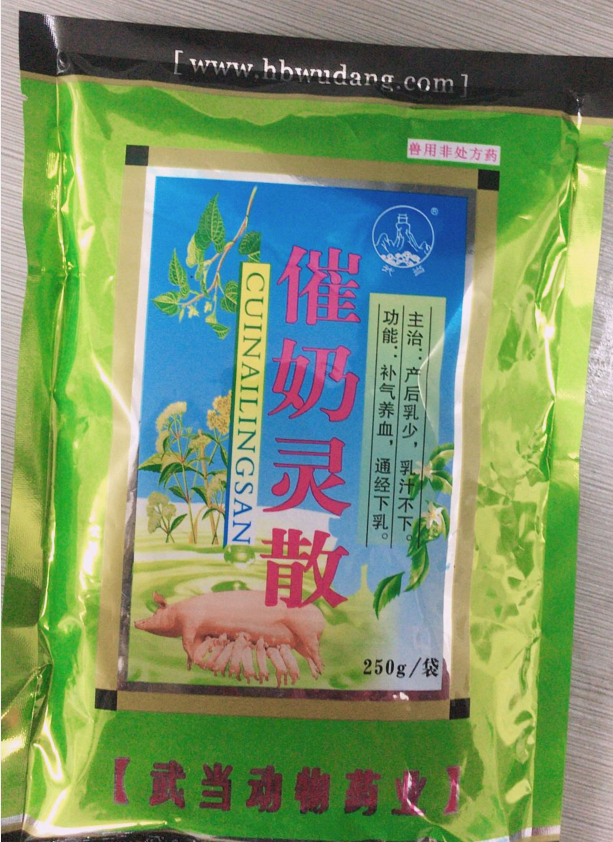 [www.hbwudang.com]
兽用非处方药
®
武当
催奶灵散
CUINAILINGSAN
主治：产后乳少，乳汁不下。
功能：补气养血，通经下乳。
250g/袋
【武当动物药业】